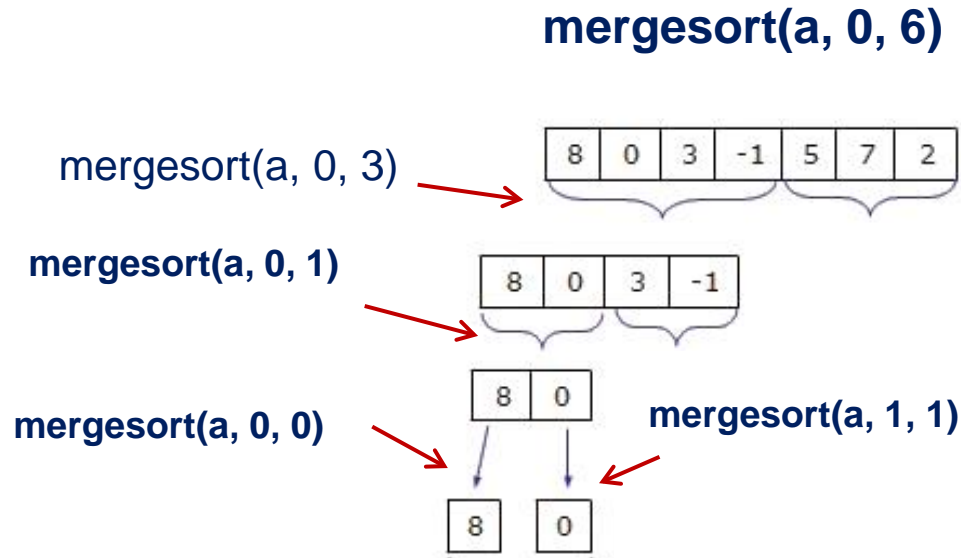 mergesort(a, 0, 6)
mergesort(a, 0, 3)
8 0 3 -1 5 7 2
mergesort(a, 0, 1)
8 0 3 -1
8 0
mergesort(a, 0, 0)
mergesort(a, 1, 1)
8 0